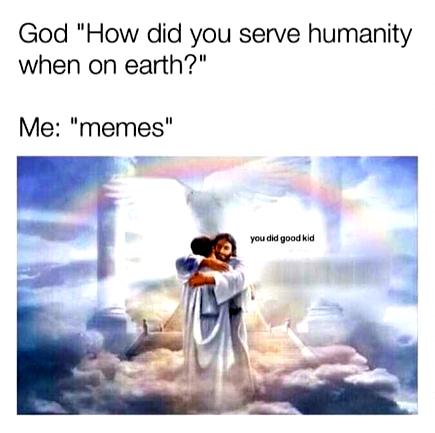 God "How did you serve humanity
when on earth?"
Me: "memes"
you did good kid